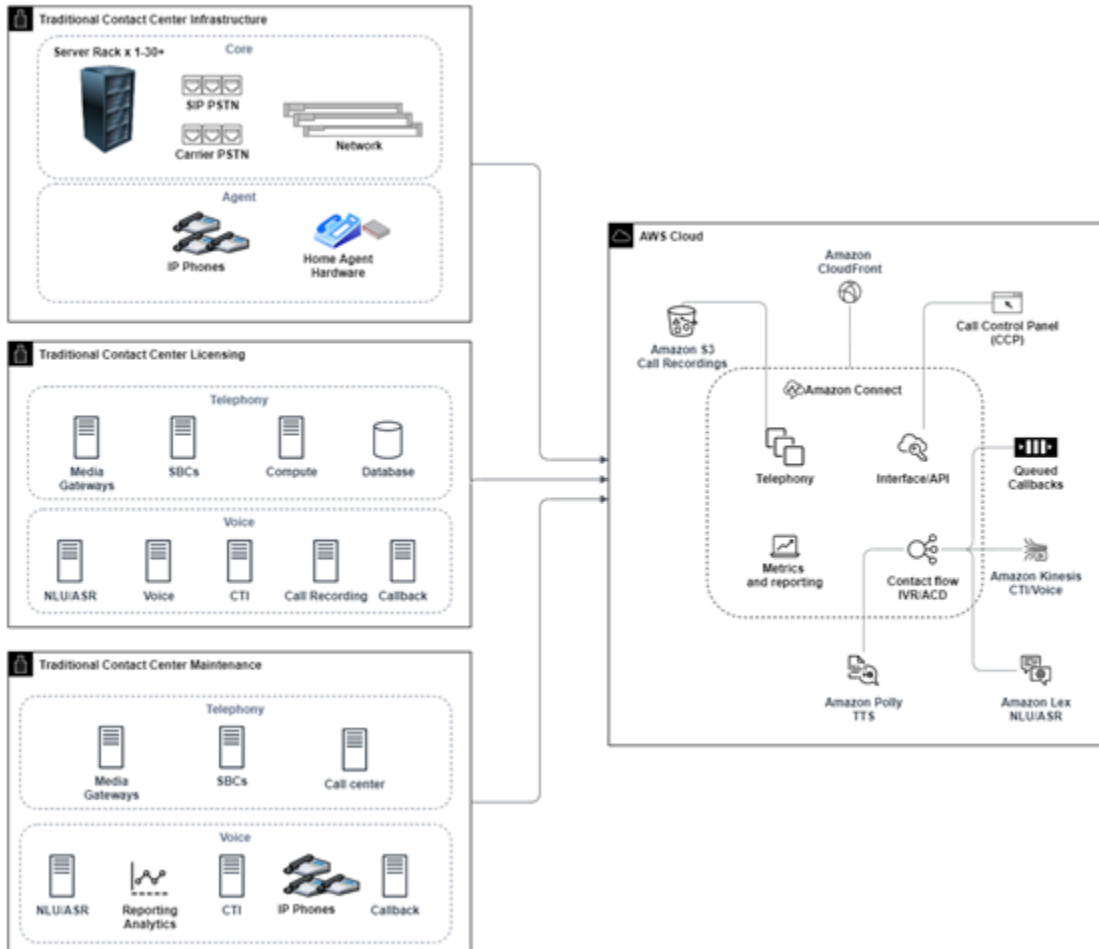 Traditional Contact Center Infrastructure
Server Rack x 1-30+
Core
SIP PSTN
Carrier PSTN
Network
Agent
IP Phones
Home Agent
Hardware
Traditional Contact Center Licensing
Telephony
Media
Gateways
SBCs
Compute
Database
Voice
NLU/ASR
Voice
CTI
Call Recording
Callback
Traditional Contact Center Maintenance
Telephony
Media
Gateways
SBCs
Call center
Voice
NLU/ASR
Reporting
Analytics
CTI
IP Phones
Callback
AWS Cloud
Amazon
CloudFront
Amazon S3
Call Recordings
Call Control Panel
(CCP)
Amazon Connect
Telephony
Interface/API
Queued
Callbacks
Metrics
and reporting
Contact flow
IVR/ACD
Amazon Kinesis
CTI/Voice
Amazon Polly
TTS
Amazon Lex
NLU/ASR